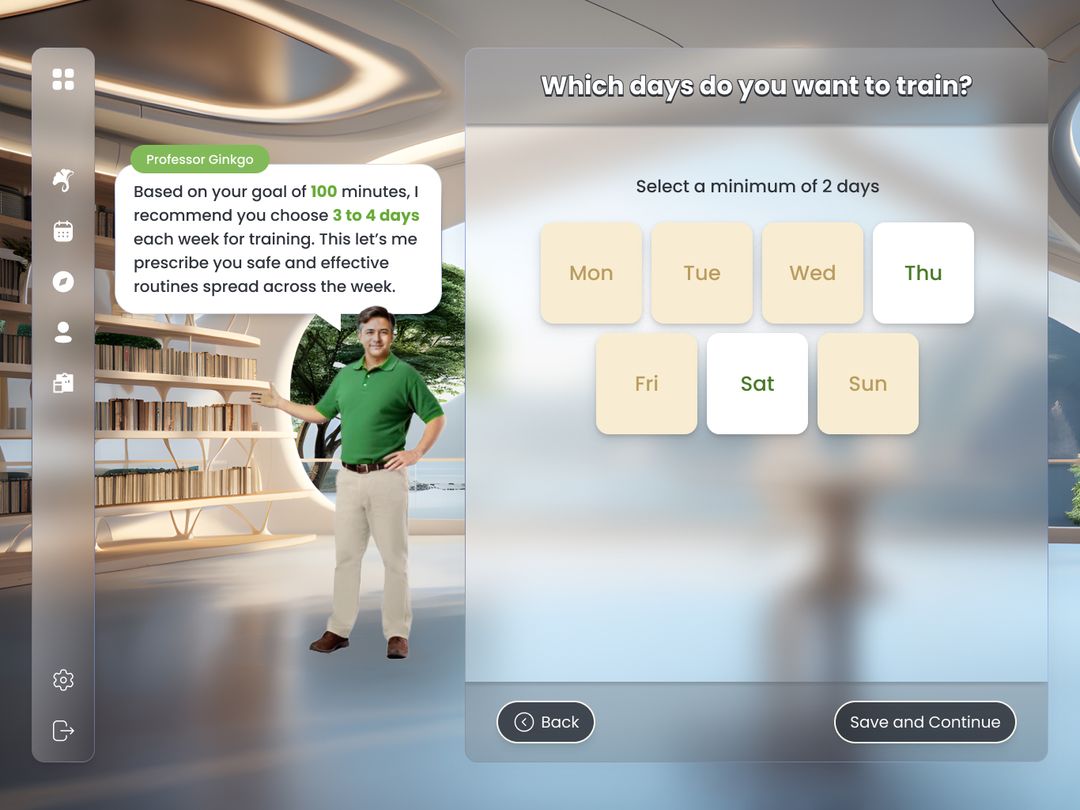 Which days do you want to train?
Professor Ginkgo
Based on your goal of 100 minutes, I
recommend you choose 3 to 4 days
each week for training. This let’s me
prescribe you safe and effective
routines spread across the week.
Select a minimum of 2 days
Mon Tue Wed Thu
Fri Sat Sun
Back Save and Continue